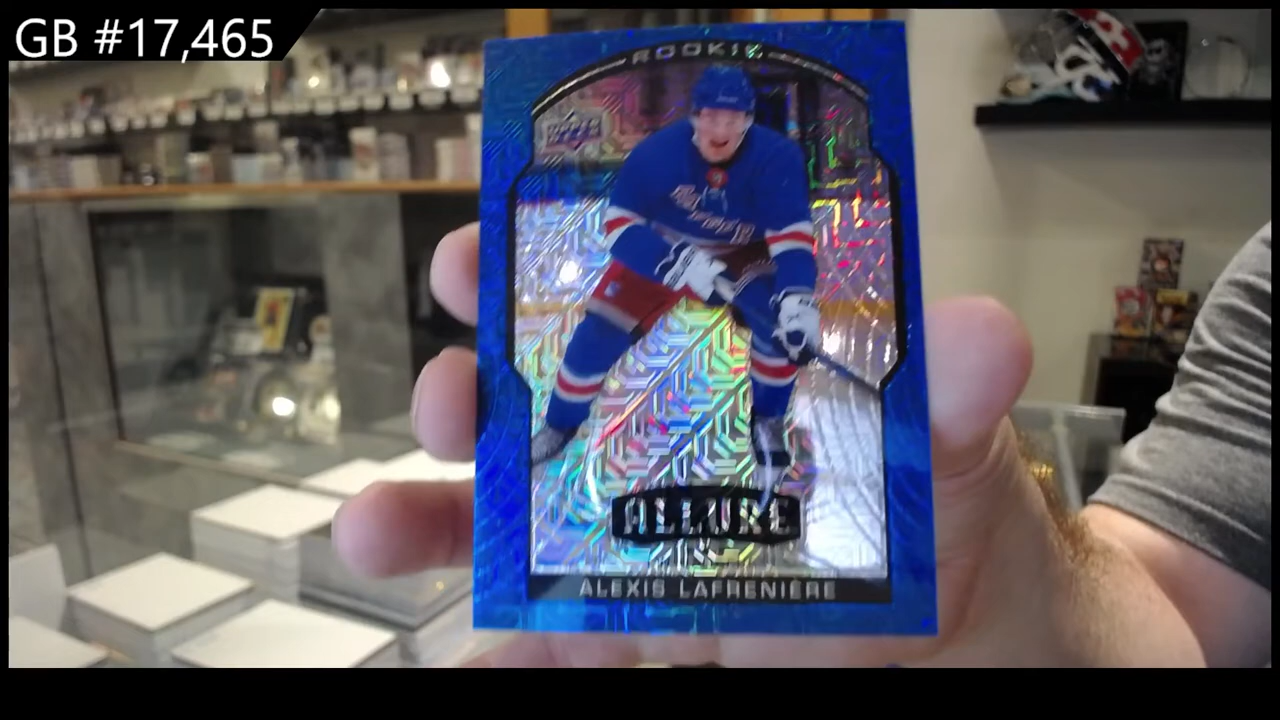 GB #17,465
ROOKIE
UPPER DECK
ALLURE
ALEXIS LAFRENIERE